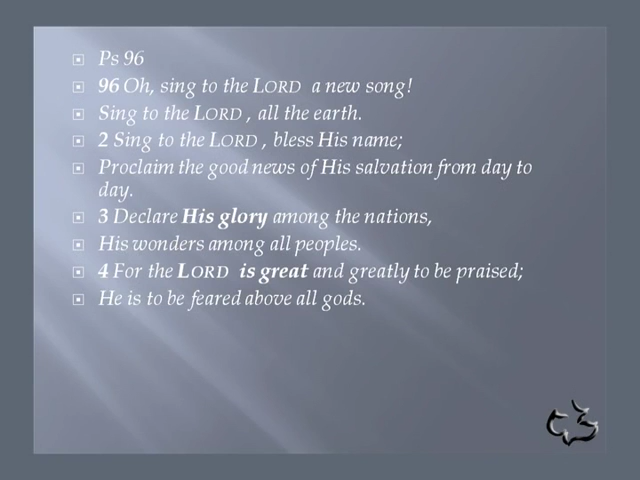 Ps 96
96 Oh, sing to the LORD a new song!
Sing to the LORD , all the earth.
2 Sing to the LORD , bless His name;
Proclaim the good news of His salvation from day to
day.
3 Declare His glory among the nations,
His wonders among all peoples.
4 For the LORD is great and greatly to be praised;
He is to be feared above all gods.